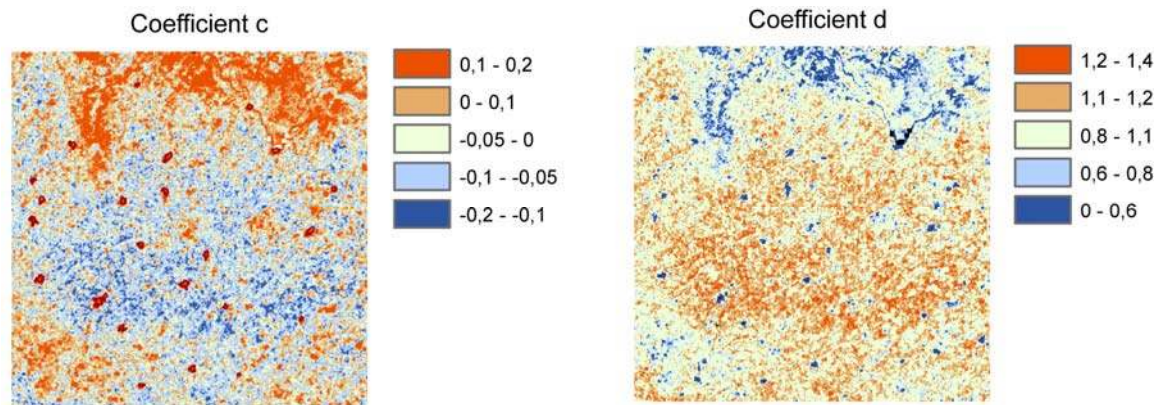 Coefficient c
0,1 - 0,2
0 - 0,1
-0,05 - 0
-0,1 - -0,05
-0,2 - -0,1
Coefficient d
1,2 - 1,4
1,1 - 1,2
0,8 - 1,1
0,6 - 0,8
0 - 0,6